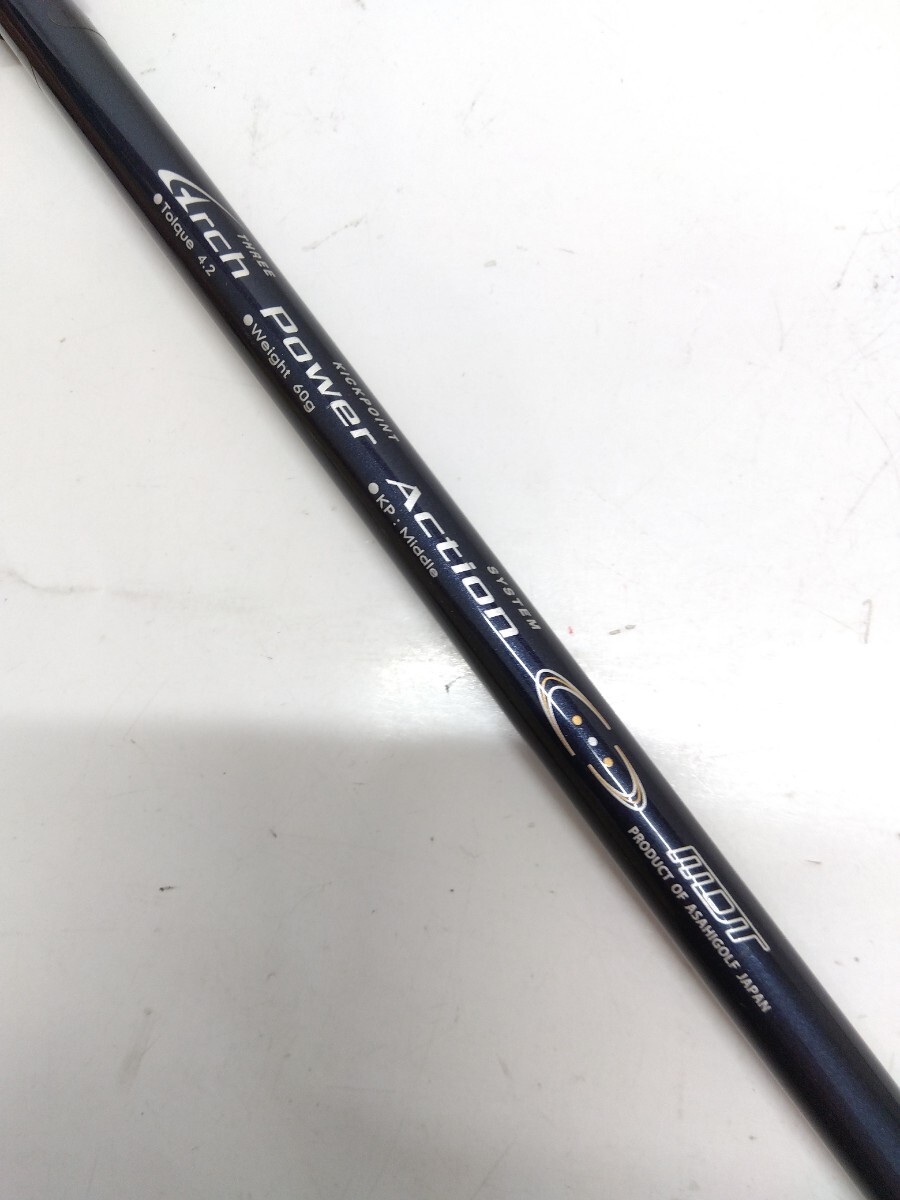 THREE KICKPOINT SYSTEM
Arch Power Action
●Tolque 4.2 ●Weight 60g ●KP : Middle
PRODUCT OF ASAHIGOLF JAPAN